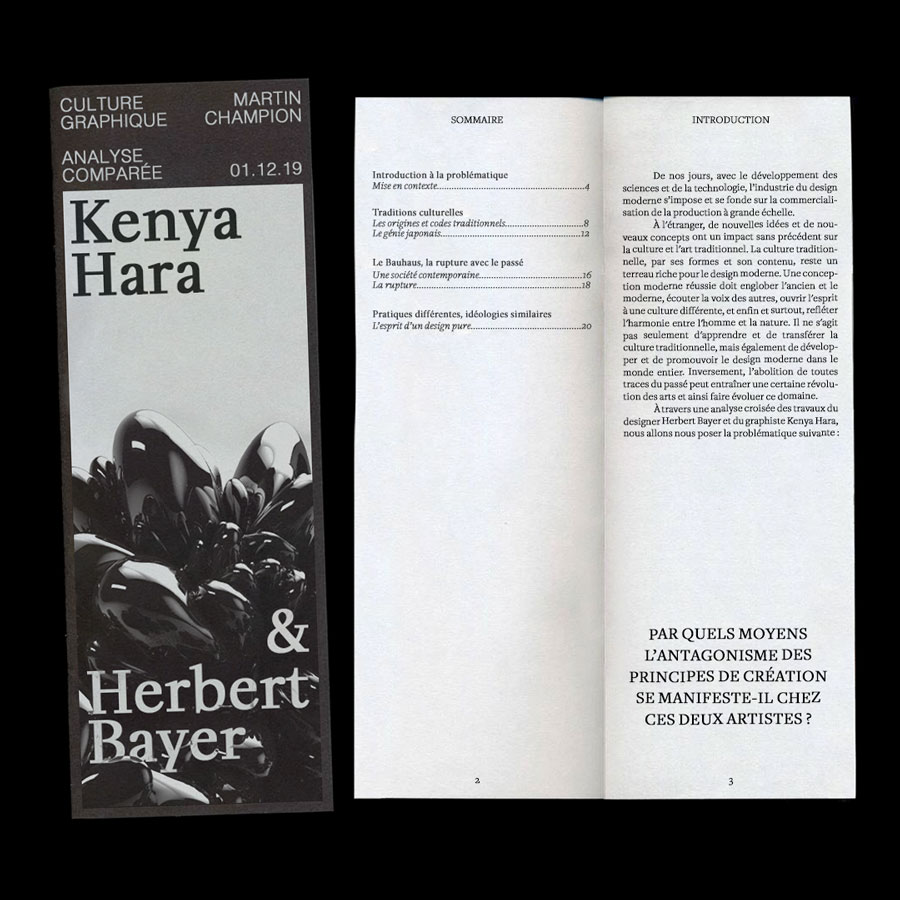 CULTURE GRAPHIQUE
MARTIN CHAMPION
ANALYSE COMPARÉE
01.12.19
Kenya
Hara
&
Herbert
Bayer
SOMMAIRE
Introduction à la problématique
Mise en contexte.......................................................4
Traditions culturelles
Les origines et codes traditionnels............................8
Le génie japonais.....................................................12
Le Bauhaus, la rupture avec le passé
Une société contemporaine.......................................16
La rupture...............................................................18
Pratiques différentes, idéologies similaires
L'esprit d'un design pure..........................................20
2
INTRODUCTION
De nos jours, avec le développement des
sciences et de la technologie, l'industrie du design
moderne s'impose et se fonde sur la commerciali-
sation de la production à grande échelle.
À l'étranger, de nouvelles idées et de nou-
veaux concepts ont un impact sans précédent sur
la culture et l'art traditionnel. La culture tradition-
nelle, par ses formes et son contenu, reste un
terreau riche pour le design moderne. Une concep-
tion moderne réussie doit englober l'ancien et le
moderne, écouter la voix des autres, ouvrir l'esprit
à une culture différente, et enfin et surtout, refléter
l'harmonie entre l'homme et la nature. Il ne s'agit
pas seulement d'apprendre et de transférer la
culture traditionnelle, mais également de dévelop-
per et de promouvoir le design moderne dans le
monde entier. Inversement, l'abolition de toutes
traces du passé peut entraîner une certaine révolu-
tion des arts et ainsi faire évoluer ce domaine.
À travers une analyse croisée des travaux du
designer Herbert Bayer et du graphiste Kenya Hara,
nous allons nous poser la problématique suivante :
PAR QUELS MOYENS
L'ANTAGONISME DES
PRINCIPES DE CRÉATION
SE MANIFESTE-IL CHEZ
CES DEUX ARTISTES ?
3